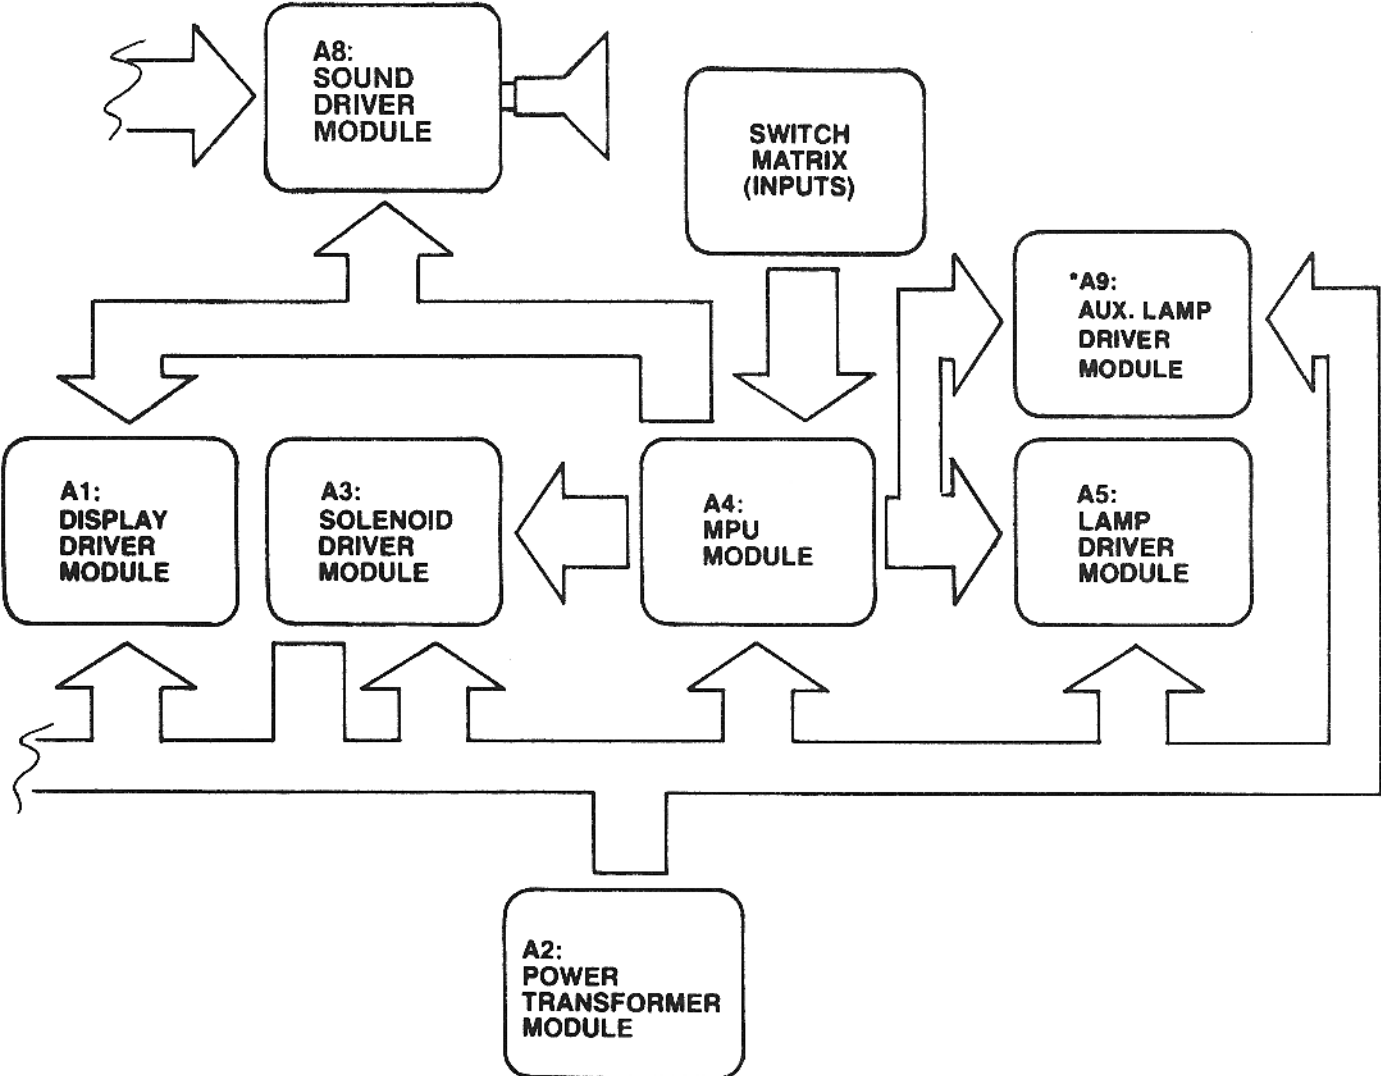 A8:
SOUND
DRIVER
MODULE
SWITCH
MATRIX
(INPUTS)
*A9:
AUX. LAMP
DRIVER
MODULE
A1:
DISPLAY
DRIVER
MODULE
A3:
SOLENOID
DRIVER
MODULE
A4:
MPU
MODULE
A5:
LAMP
DRIVER
MODULE
A2:
POWER
TRANSFORMER
MODULE